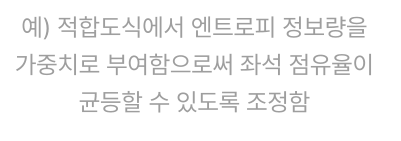 예) 적합도식에서 엔트로피 정보량을
가중치로 부여함으로써 좌석 점유율이
균등할 수 있도록 조정함